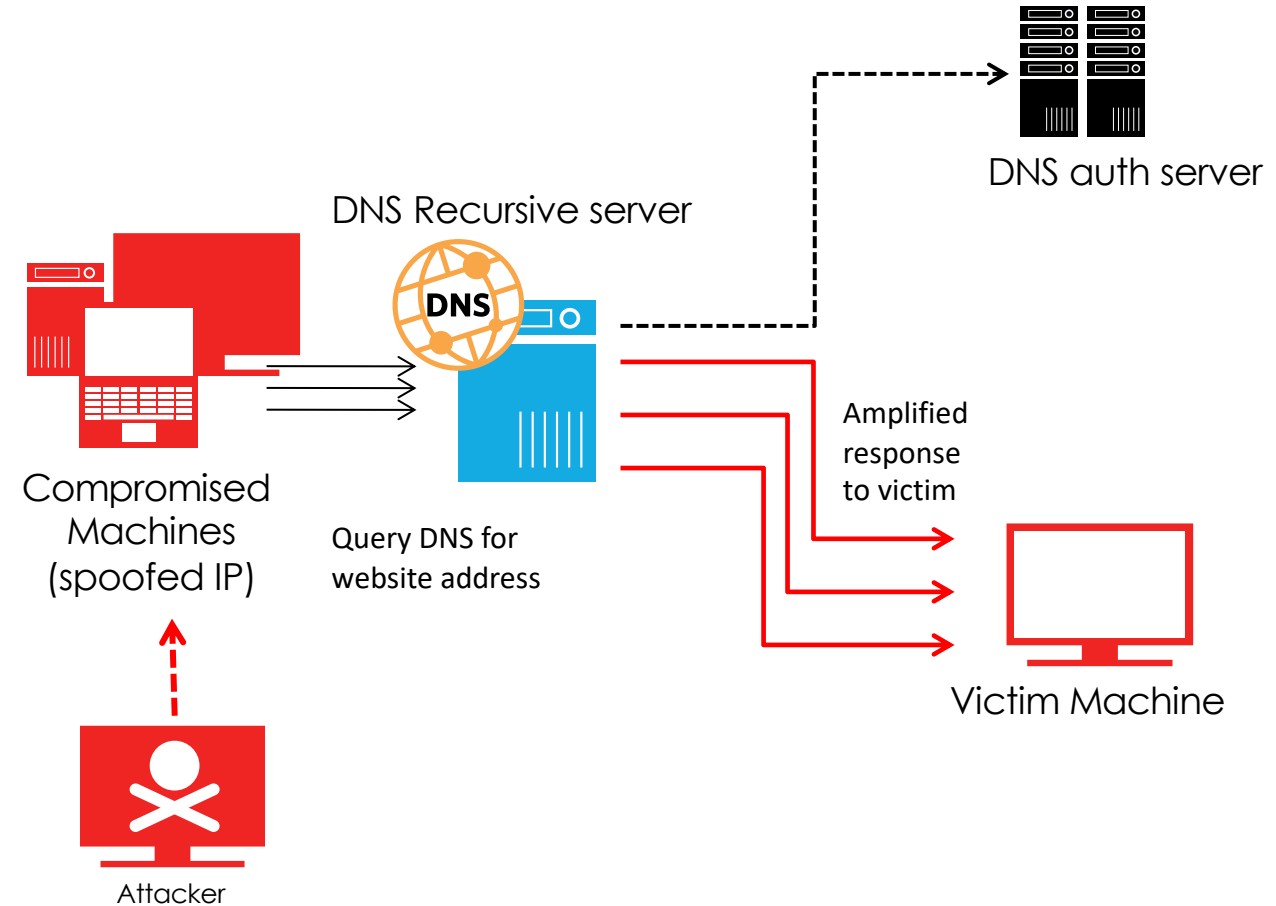 DNS auth server
DNS Recursive server
DNS
Amplified
response
to victim
Compromised
Machines
(spoofed IP)
Query DNS for
website address
Victim Machine
Attacker